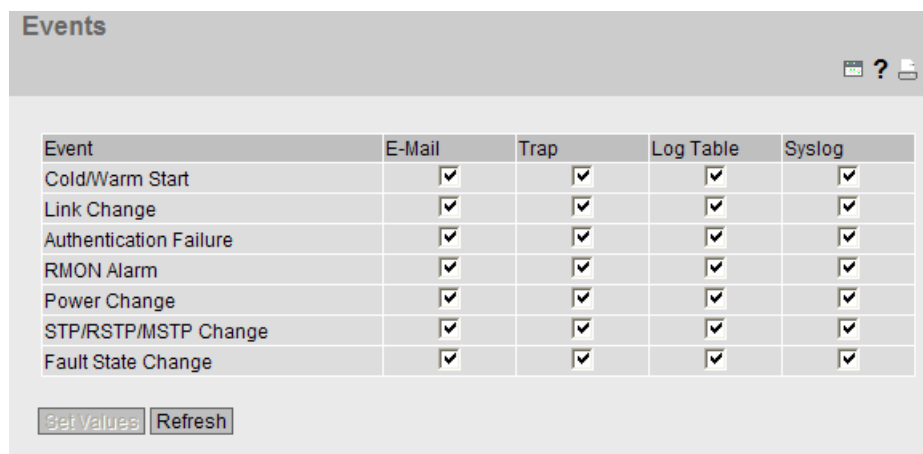 Events
?
Event E-Mail Trap Log Table Syslog
Cold/Warm Start
Link Change
Authentication Failure
RMON Alarm
Power Change
STP/RSTP/MSTP Change
Fault State Change
Set Values Refresh